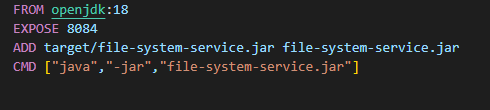 FROM openjdk:18
EXPOSE 8084
ADD target/file-system-service.jar file-system-service.jar
CMD ["java","-jar","file-system-service.jar"]